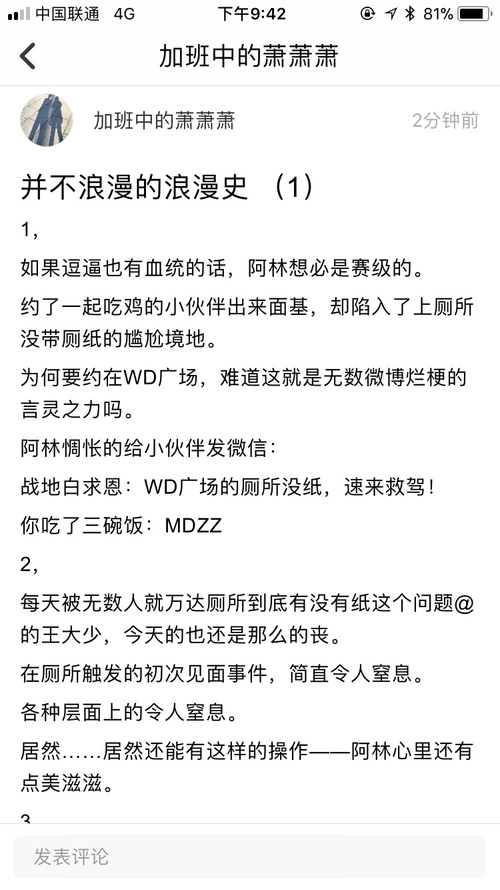 中国联通 4G 下午9:42 81%
加班中的萧萧萧
加班中的萧萧萧 2分钟前
并不浪漫的浪漫史 （1）
1，
如果逗逼也有血统的话，阿林想必是赛级的。
约了一起吃鸡的小伙伴出来面基，却陷入了上厕所
没带厕纸的尴尬境地。
为何要约在WD广场，难道这就是无数微博烂梗的
言灵之力吗。
阿林惆怅的给小伙伴发微信：
战地白求恩：WD广场的厕所没纸，速来救驾！
你吃了三碗饭：MDZZ
2，
每天被无数人就万达厕所到底有没有纸这个问题@
的王大少，今天的也还是那么的丧。
在厕所触发的初次见面事件，简直令人窒息。
各种层面上的令人窒息。
居然……居然还能有这样的操作——阿林心里还有
点美滋滋。
3
发表评论